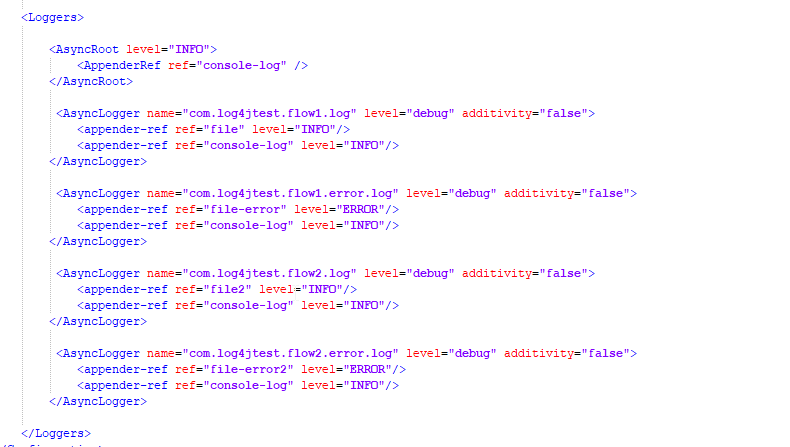 <Loggers>
<AsyncRoot level="INFO">
<AppenderRef ref="console-log" />
</AsyncRoot>
<AsyncLogger name="com.log4jtest.flow1.log" level="debug" additivity="false">
<appender-ref ref="file" level="INFO"/>
<appender-ref ref="console-log" level="INFO"/>
</AsyncLogger>
<AsyncLogger name="com.log4jtest.flow1.error.log" level="debug" additivity="false">
<appender-ref ref="file-error" level="ERROR"/>
<appender-ref ref="console-log" level="INFO"/>
</AsyncLogger>
<AsyncLogger name="com.log4jtest.flow2.log" level="debug" additivity="false">
<appender-ref ref="file2" level="INFO"/>
<appender-ref ref="console-log" level="INFO"/>
</AsyncLogger>
<AsyncLogger name="com.log4jtest.flow2.error.log" level="debug" additivity="false">
<appender-ref ref="file-error2" level="ERROR"/>
<appender-ref ref="console-log" level="INFO"/>
</AsyncLogger>
</Loggers>